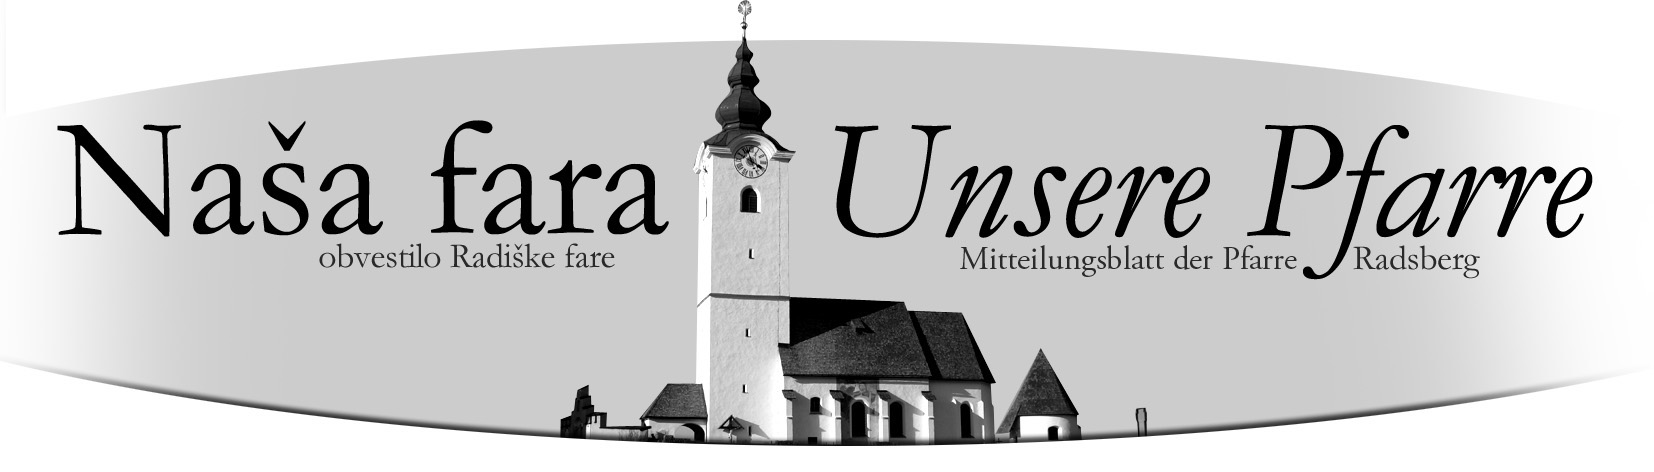 Naša fara
obvestilo Radiške fare
Unsere Pfarre
Mitteilungsblatt der Pfarre Radsberg